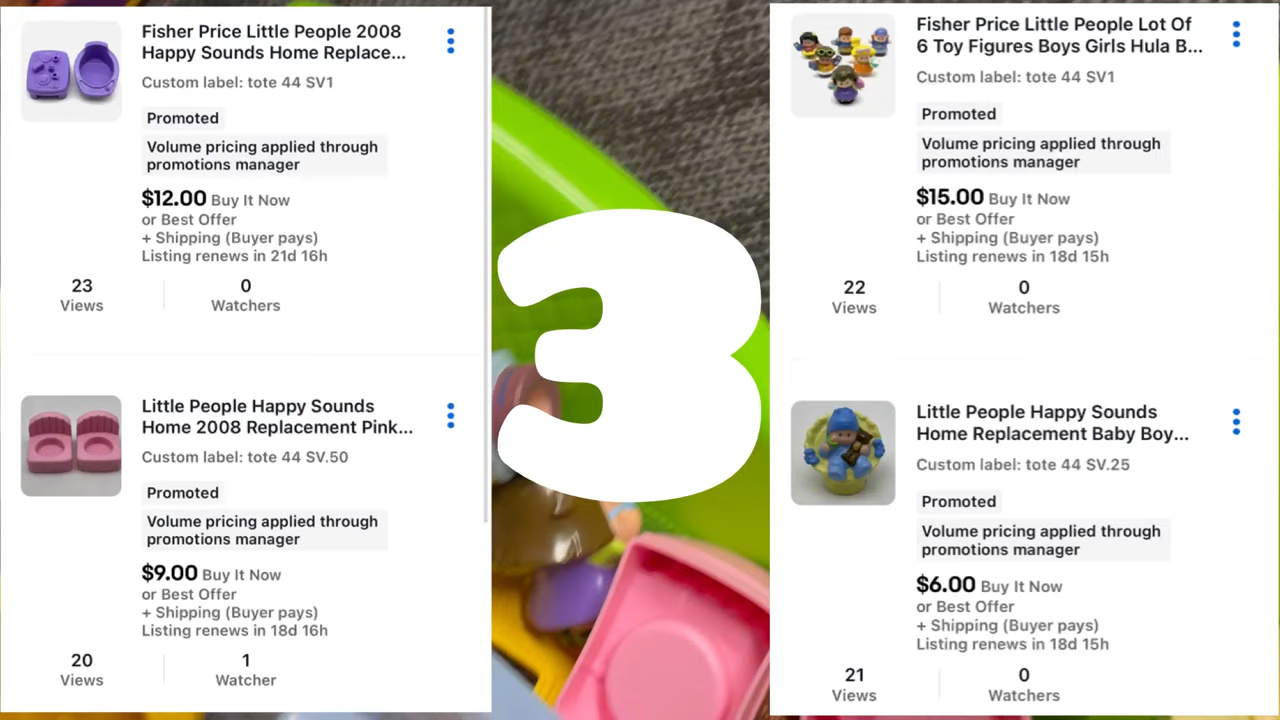 Fisher Price Little People 2008
Happy Sounds Home Replace...
Custom label: tote 44 SV1
Promoted
Volume pricing applied through
promotions manager
$12.00 Buy It Now
or Best Offer
+ Shipping (Buyer pays)
Listing renews in 21d 16h
23
Views
0
Watchers
Little People Happy Sounds
Home 2008 Replacement Pink...
Custom label: tote 44 SV.50
Promoted
Volume pricing applied through
promotions manager
$9.00 Buy It Now
or Best Offer
+ Shipping (Buyer pays)
Listing renews in 18d 16h
20
Views
1
Watcher
3
Fisher Price Little People Lot Of
6 Toy Figures Boys Girls Hula B...
Custom label: tote 44 SV1
Promoted
Volume pricing applied through
promotions manager
$15.00 Buy It Now
or Best Offer
+ Shipping (Buyer pays)
Listing renews in 18d 15h
22
Views
0
Watchers
Little People Happy Sounds
Home Replacement Baby Boy...
Custom label: tote 44 SV.25
Promoted
Volume pricing applied through
promotions manager
$6.00 Buy It Now
or Best Offer
+ Shipping (Buyer pays)
Listing renews in 18d 15h
21
Views
0
Watchers